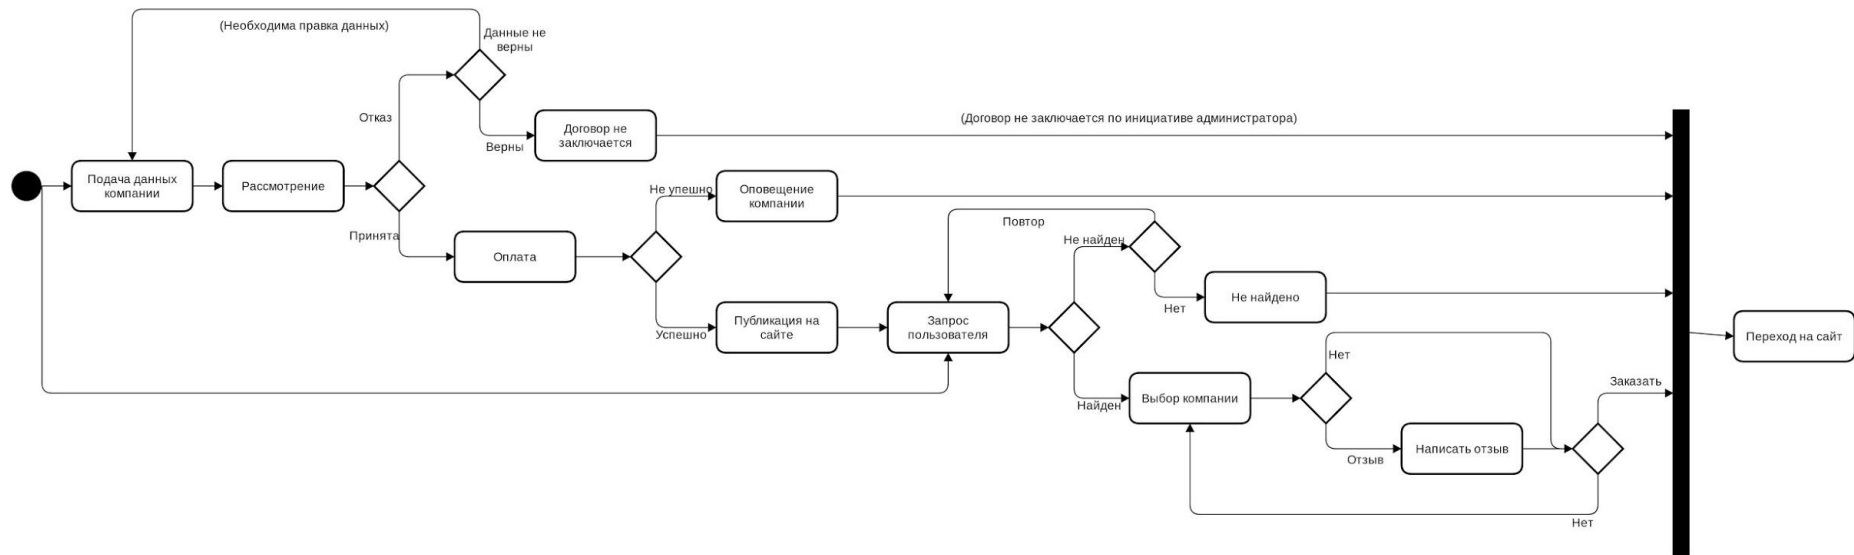 (Необходима правка данных)
Данные не
верны
Отказ
Верны
Договор не
заключается
(Договор не заключается по инициативе администратора)
Подача данных
компании
Рассмотрение
Принята
Оплата
Не упешно
Оповещение
компании
Успешно
Публикация на
сайте
Повтор
Запрос
пользователя
Не найден
Нет
Не найдено
Найден
Выбор компании
Нет
Отзыв
Написать отзыв
Заказать
Нет
Переход на сайт